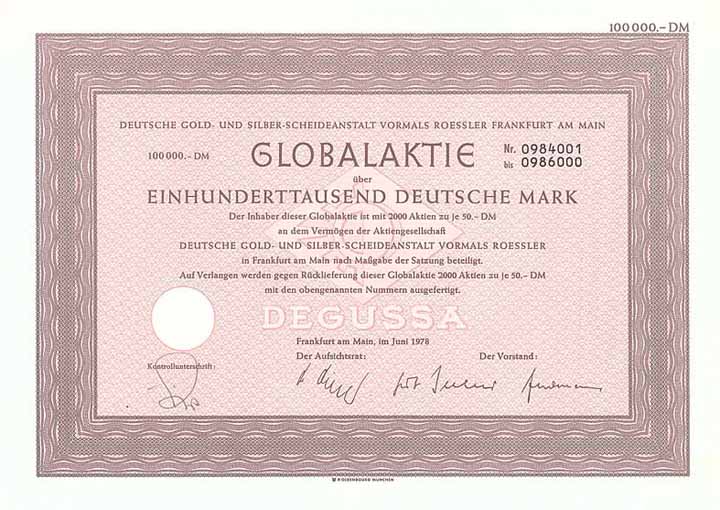 100 000.– DM
DEUTSCHE GOLD- UND SILBER-SCHEIDEANSTALT VORMALS ROESSLER FRANKFURT AM MAIN
100 000.- DM GLOBALAKTIE Nr. 0984001
bis 0986000
über
EINHUNDERTTAUSEND DEUTSCHE MARK
Der Inhaber dieser Globalaktie ist mit 2000 Aktien zu je 50.- DM
an dem Vermögen der Aktiengesellschaft
DEUTSCHE GOLD- UND SILBER-SCHEIDEANSTALT VORMALS ROESSLER
in Frankfurt am Main nach Maßgabe der Satzung beteiligt.
Auf Verlangen werden gegen Rücklieferung dieser Globalaktie 2000 Aktien zu je 50.- DM
mit den obengenannten Nummern ausgefertigt.
DEGUSSA
Frankfurt am Main, im Juni 1978
Kontrollunterschrift: Der Aufsichtsrat: Der Vorstand:
R. OLDENBOURG MÜNCHEN